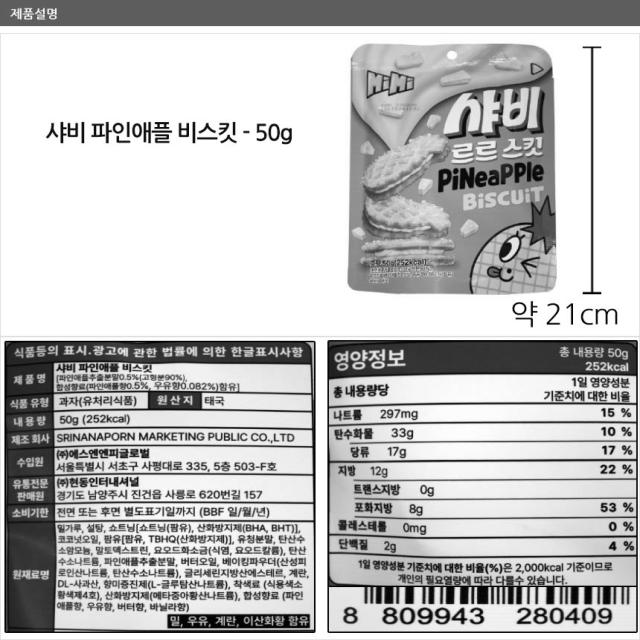 제품설명
샤비 파인애플 비스킷 - 50g
MiMi
샤비
르르 스킷
PiNeaPPle
BiSCUiT
약 21cm
식품등의 표시.광고에 관한 법률에 의한 한글표시사항
제 품 명 샤비 파인애플 비스킷
[파인애플추출분말0.5%(고형분90%),
합성향료(파인애플향0.5%, 우유향0.082%)함유]
식품 유형 과자(유처리식품) 원 산 지 태국
내 용 량 50g (252kcal)
제조 회사 SRINANAPORN MARKETING PUBLIC CO.,LTD
수입원 (주)에스엔엔피글로벌
서울특별시 서초구 사평대로 335, 5층 503-F호
유통전문판매원 (주)현동인터내셔널
경기도 남양주시 진건읍 사릉로 620번길 157
소비기한 전면 또는 후면 별도표기일까지 (BBF 일/월/년)
원재료명 밀가루, 설탕, 쇼트닝[쇼트닝(팜유), 산화방지제(BHA, BHT)],
코코넛오일, 팜유[팜유, TBHQ(산화방지제)], 유청분말, 탄산수
소암모늄, 말토덱스트린, 요오드화소금(식염, 요오드칼륨), 탄산
수소나트륨, 파인애플추출분말, 버터오일, 베이킹파우더(산성피
로인산나트륨, 탄산수소나트륨), 글리세린지방산에스테르, 계란,
DL-사과산, 향미증진제(L-글루탐산나트륨), 착색료 (식용색소
황색제4호), 산화방지제(메타중아황산나트륨), 합성향료 (파인
애플향, 우유향, 버터향, 바닐라향)
밀, 우유, 계란, 이산화황 함유
영양정보 총 내용량 50g
252kcal
총 내용량당 1일 영양성분
기준치에 대한 비율
나트륨 297mg 15 %
탄수화물 33g 10 %
당류 17g 17 %
지방 12g 22 %
트랜스지방 0g
포화지방 8g 53 %
콜레스테롤 0mg 0 %
단백질 2g 4 %
1일 영양성분 기준치에 대한 비율(%)은 2,000kcal 기준이므로
개인의 필요열량에 따라 다를수 있습니다.
8 809943 280409